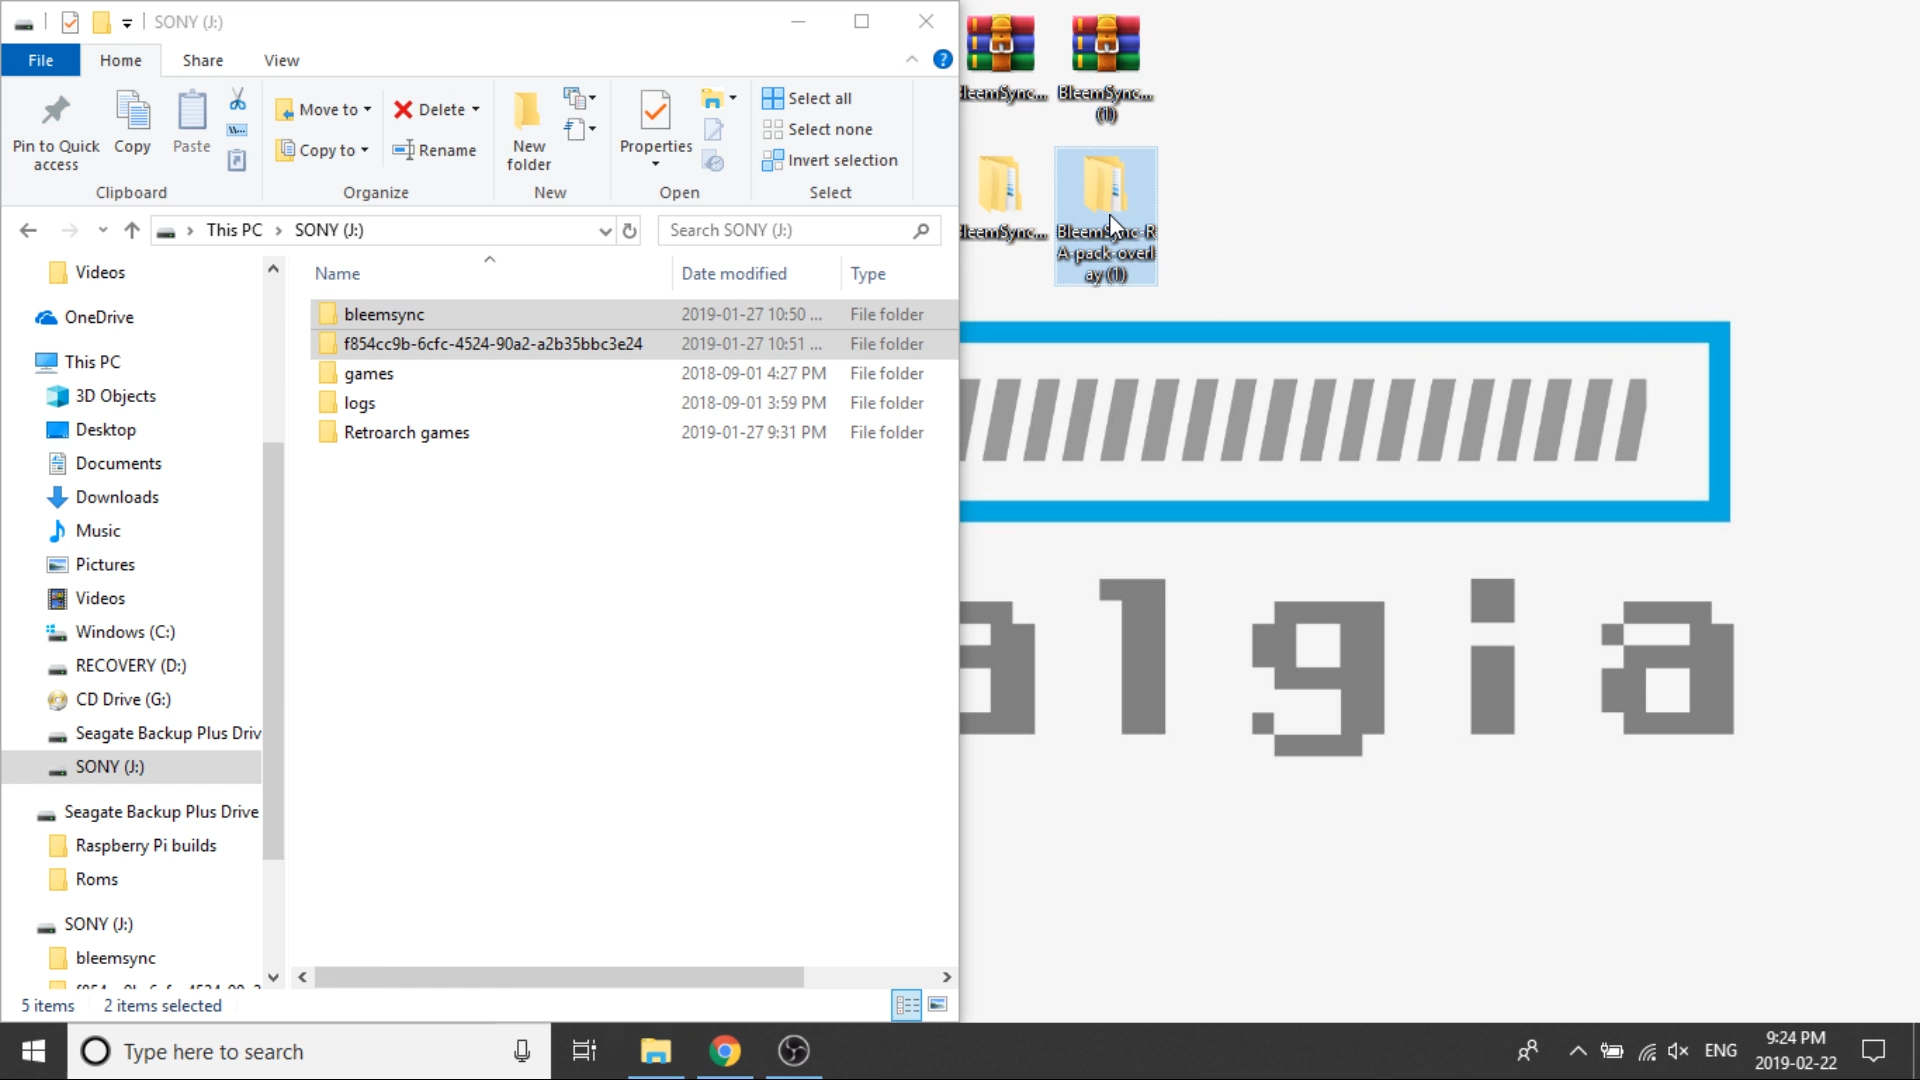 SONY (J:)
File
Home
Share
View
Pin to Quick
access
Copy
Paste
Clipboard
Move to
Copy to
Delete
Rename
Organize
New
folder
New
Properties
Open
Select all
Select none
Invert selection
Select
This PC
SONY (J:)
Search SONY (J:)
Videos
OneDrive
This PC
3D Objects
Desktop
Documents
Downloads
Music
Pictures
Videos
Windows (C:)
RECOVERY (D:)
CD Drive (G:)
Seagate Backup Plus Driv
SONY (J:)
Seagate Backup Plus Drive
Raspberry Pi builds
Roms
SONY (J:)
bleemsync
Name Date modified Type
bleemsync 2019-01-27 10:50 ... File folder
f854cc9b-6cfc-4524-90a2-a2b35bbc3e24 2019-01-27 10:51 ... File folder
games 2018-09-01 4:27 PM File folder
logs 2018-09-01 3:59 PM File folder
Retroarch games 2019-01-27 9:31 PM File folder
5 items 2 items selected
leemSync...
BleemSync...
(1)
leemSync...
BleemSync-R
A-pack-overl
ay (1)
algia
Type here to search
ENG
9:24 PM
2019-02-22